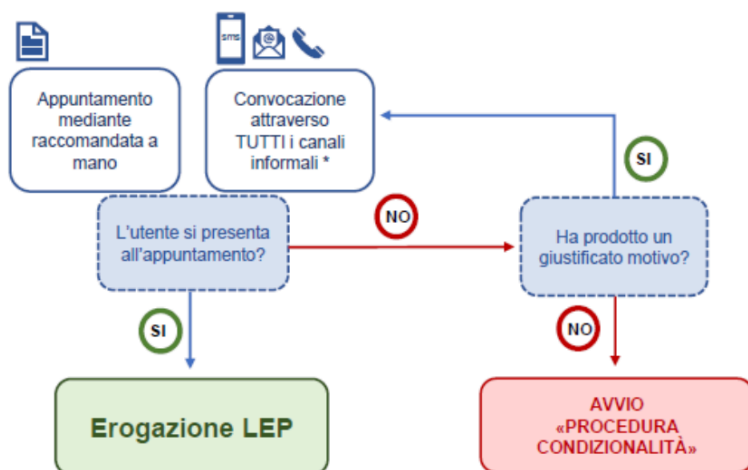 sms
@
Appuntamento
mediante
raccomandata a
mano
Convocazione
attraverso
TUTTI i canali
informali *
SI
NO
L'utente si presenta
all'appuntamento?
Ha prodotto un
giustificato motivo?
SI
NO
Erogazione LEP
AVVIO
«PROCEDURA
CONDIZIONALITÀ»